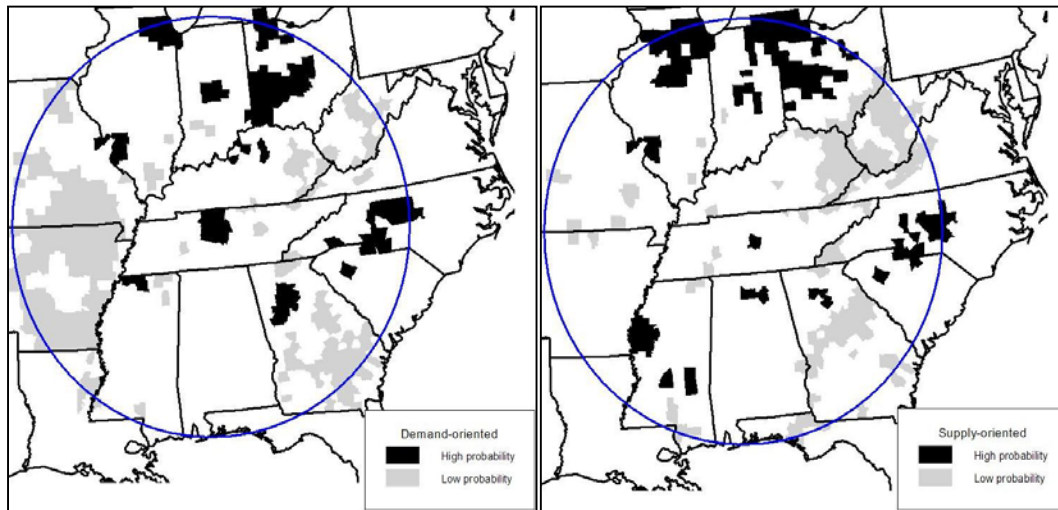 Demand-oriented
High probability
Low probability
Supply-oriented
High probability
Low probability